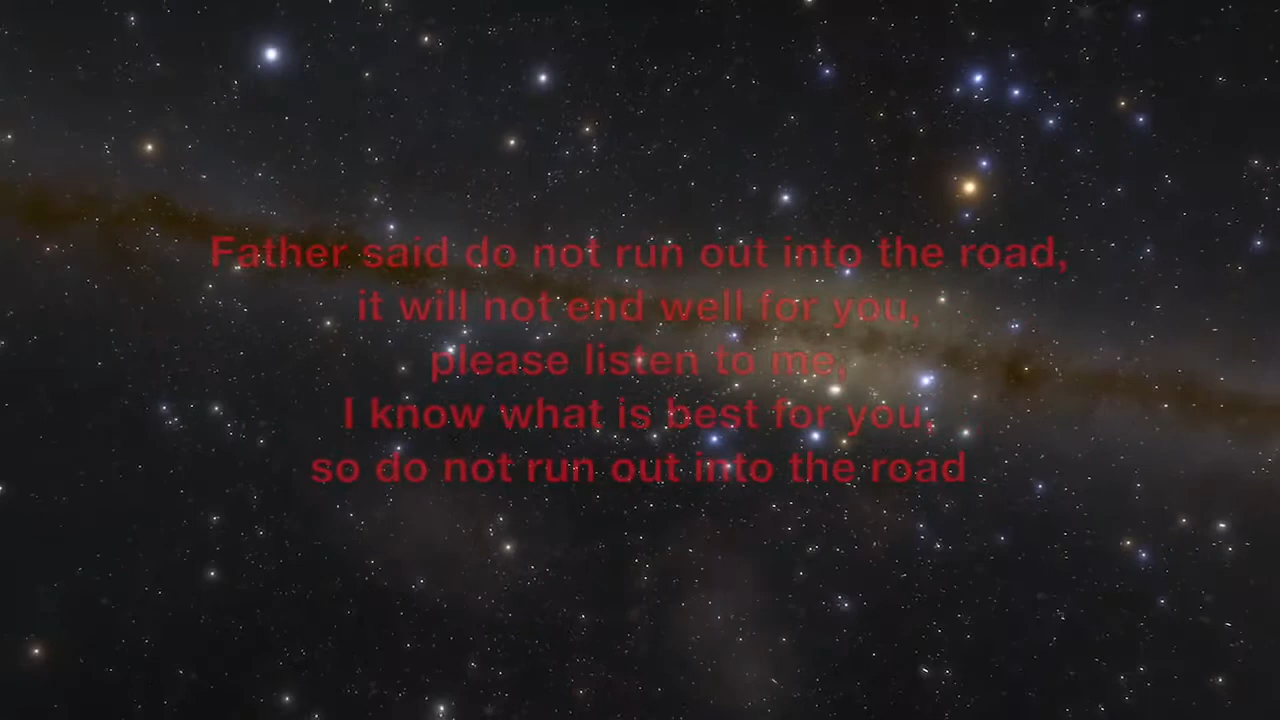 Father said do not run out into the road,
it will not end well for you,
please listen to me,
I know what is best for you,
so do not run out into the road